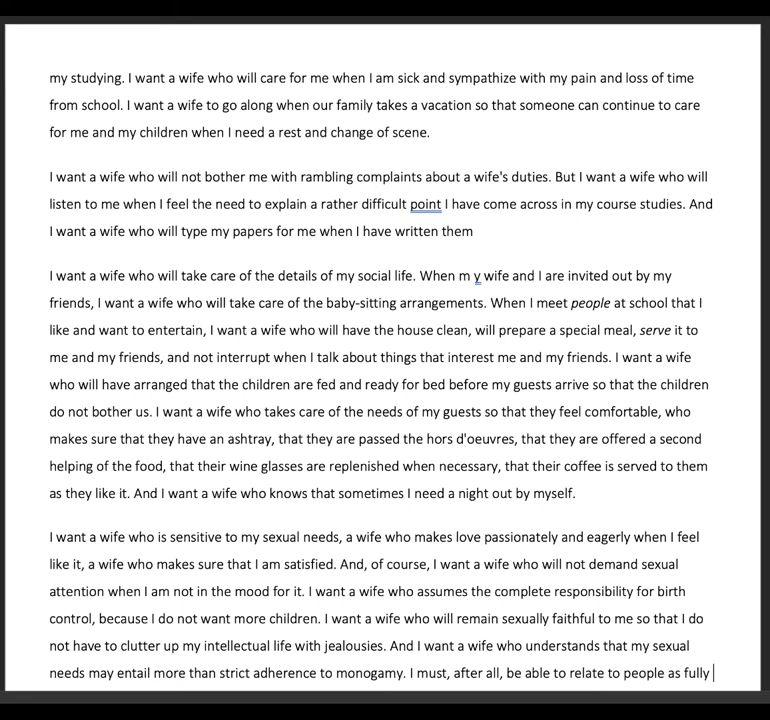 my studying. I want a wife who will care for me when I am sick and sympathize with my pain and loss of time
from school. I want a wife to go along when our family takes a vacation so that someone can continue to care
for me and my children when I need a rest and change of scene.
I want a wife who will not bother me with rambling complaints about a wife's duties. But I want a wife who will
listen to me when I feel the need to explain a rather difficult point I have come across in my course studies. And
I want a wife who will type my papers for me when I have written them
I want a wife who will take care of the details of my social life. When m y wife and I are invited out by my
friends, I want a wife who will take care of the baby-sitting arrangements. When I meet people at school that I
like and want to entertain, I want a wife who will have the house clean, will prepare a special meal, serve it to
me and my friends, and not interrupt when I talk about things that interest me and my friends. I want a wife
who will have arranged that the children are fed and ready for bed before my guests arrive so that the children
do not bother us. I want a wife who takes care of the needs of my guests so that they feel comfortable, who
makes sure that they have an ashtray, that they are passed the hors d'oeuvres, that they are offered a second
helping of the food, that their wine glasses are replenished when necessary, that their coffee is served to them
as they like it. And I want a wife who knows that sometimes I need a night out by myself.
I want a wife who is sensitive to my sexual needs, a wife who makes love passionately and eagerly when I feel
like it, a wife who makes sure that I am satisfied. And, of course, I want a wife who will not demand sexual
attention when I am not in the mood for it. I want a wife who assumes the complete responsibility for birth
control, because I do not want more children. I want a wife who will remain sexually faithful to me so that I do
not have to clutter up my intellectual life with jealousies. And I want a wife who understands that my sexual
needs may entail more than strict adherence to monogamy. I must, after all, be able to relate to people as fully